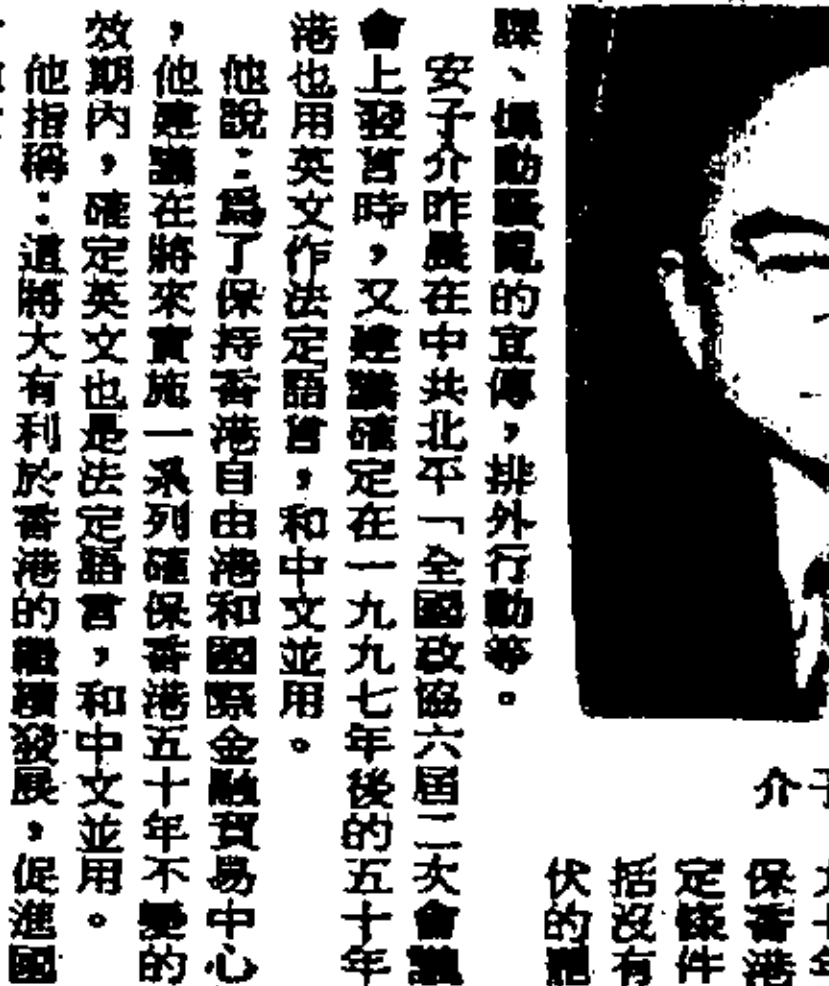 子介
九十年
保香港
定條件
括沒有
伏的
課、煽動騷亂的宣傳,排外行動等。
安子介昨晨在中共北平「全國政協六屆二次會議
會上發言時,又建議確定在一九九七年後的五十年
港也用英文作法定語言,和中文並用。
他說:爲了保持香港自由港和國際金融貿易中心
,他建議在將來實施一系列確保香港五十年不變的
效期內,確定英文也是法定語言,和中文並用。
他指稱:這將大有利於香港的繼續發展,促進國